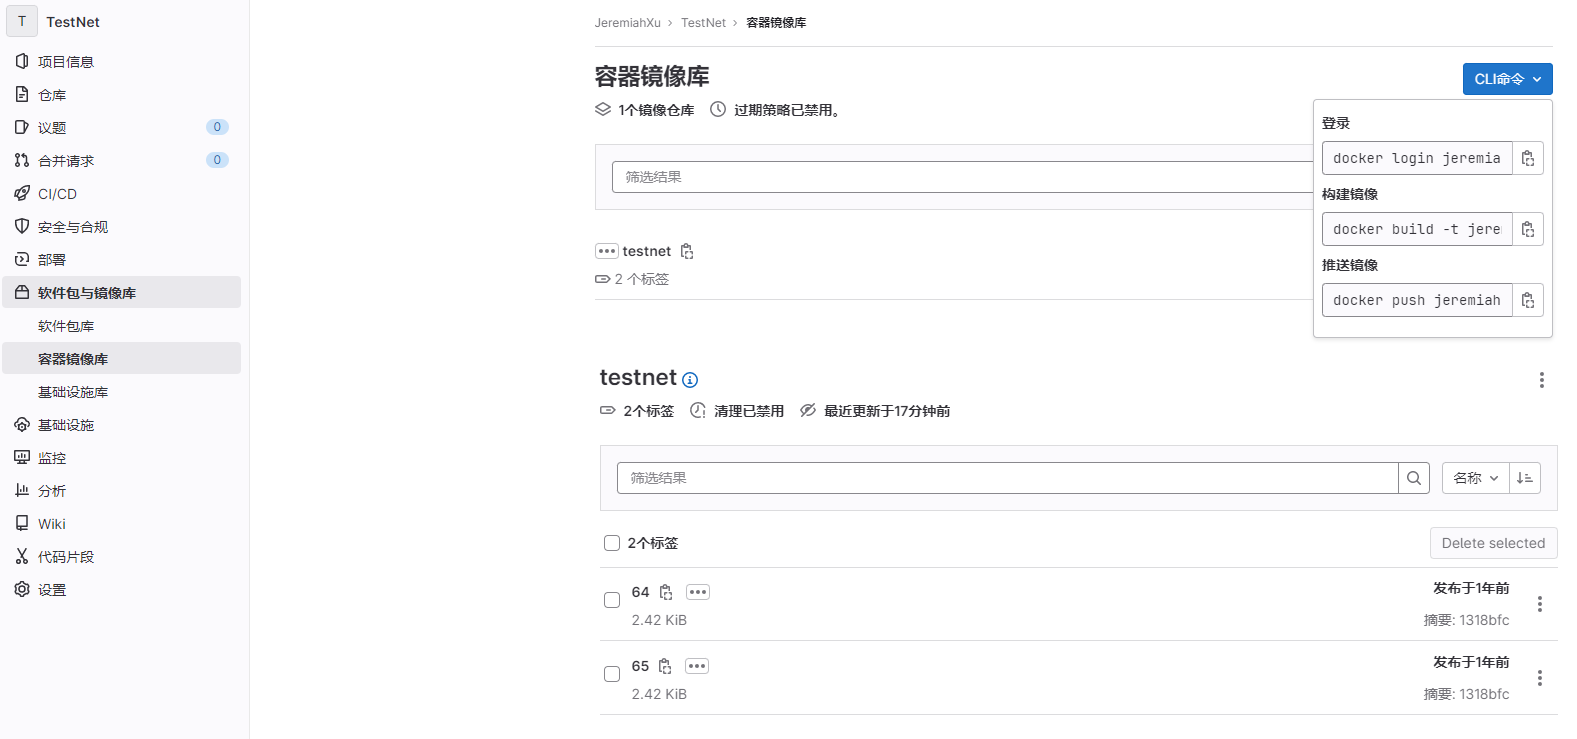 T TestNet
项目信息
仓库
议题 0
合并请求 0
CI/CD
安全与合规
部署
软件包与镜像库
软件包库
容器镜像库
基础设施库
基础设施
监控
分析
Wiki
代码片段
设置
JeremiahXu › TestNet › 容器镜像库
容器镜像库
1个镜像仓库 过期策略已禁用。
CLI命令
登录
docker login jeremia
构建镜像
docker build -t jere
推送镜像
docker push jeremiah
筛选结果
testnet
2 个标签
testnet
2个标签 清理已禁用 最近更新于17分钟前
筛选结果
名称
2个标签
Delete selected
64 发布于1年前
2.42 KiB 摘要: 1318bfc
65 发布于1年前
2.42 KiB 摘要: 1318bfc